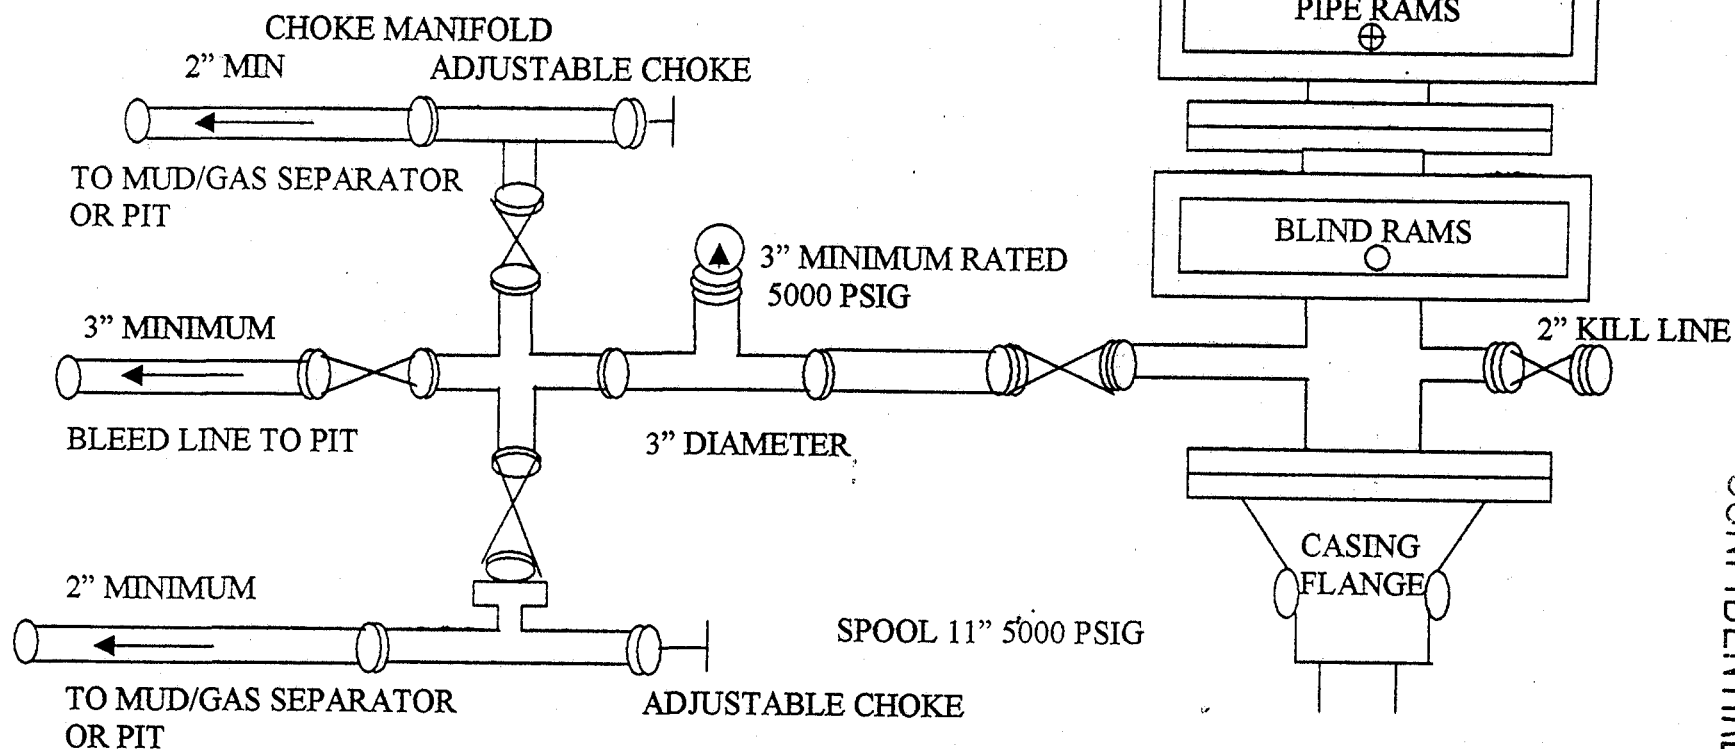 PIPE RAMS
CHOKE MANIFOLD
2” MIN
ADJUSTABLE CHOKE
TO MUD/GAS SEPARATOR
OR PIT
BLIND RAMS
3” MINIMUM RATED
5000 PSIG
3” MINIMUM
2” KILL LINE
BLEED LINE TO PIT
3” DIAMETER
CASING
FLANGE
2” MINIMUM
SPOOL 11” 5000 PSIG
TO MUD/GAS SEPARATOR
OR PIT
ADJUSTABLE CHOKE